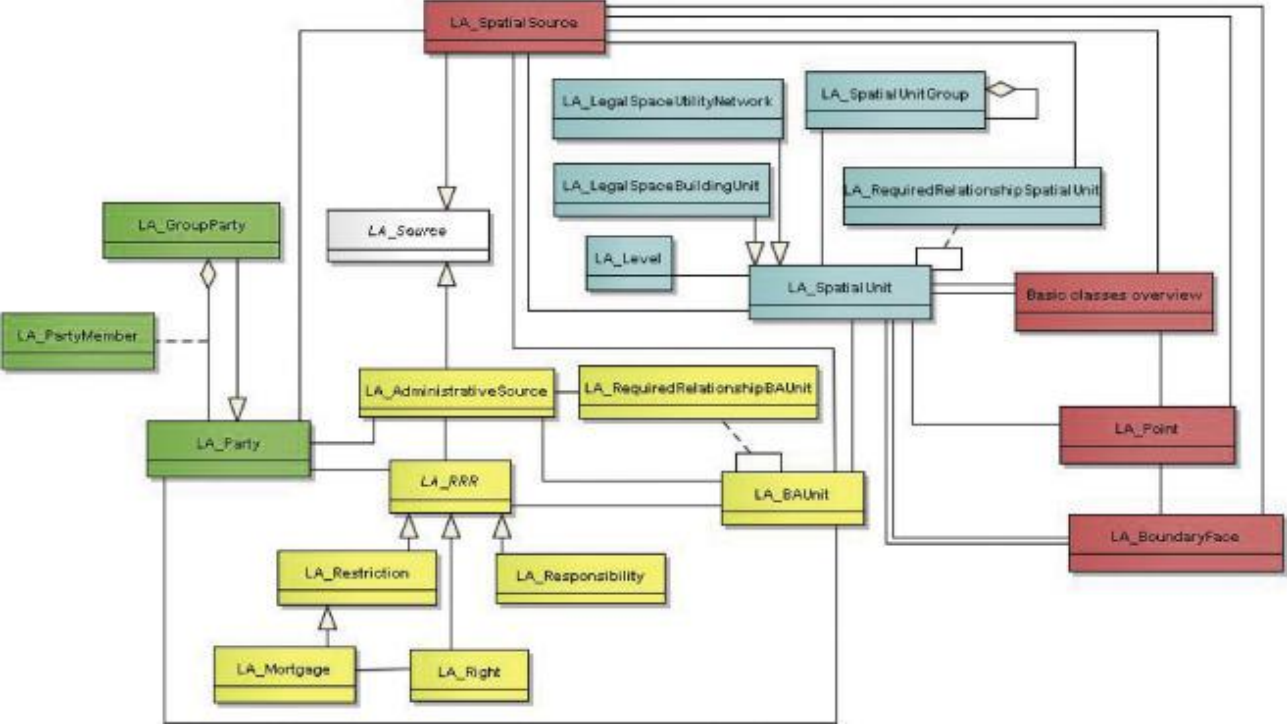 LA_SpatialSource
LA_LegalSpaceUtilityNetwork
LA_SpatialUnitGroup
LA_LegalSpaceBuildingUnit
LA_RequiredRelationshipSpatialUnit
LA_GroupParty
LA_Source
LA_Level
LA_SpatialUnit
Basic classes overview
LA_PartyMember
LA_AdministrativeSource
LA_RequiredRelationshipBAUnit
LA_Party
LA_Point
LA_RRR
LA_BAUnit
LA_BoundaryFace
LA_Restriction
LA_Responsibility
LA_Mortgage
LA_Right